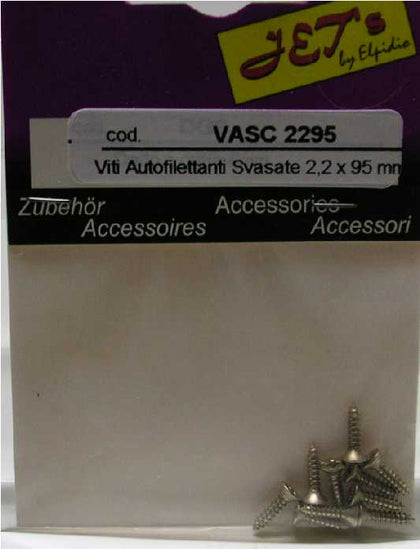 JET's
by Elpidio
cod. VASC 2295
Viti Autofilettanti Svasate 2,2 x 95 mm
Zubehör Accessories
Accessoires Accessori